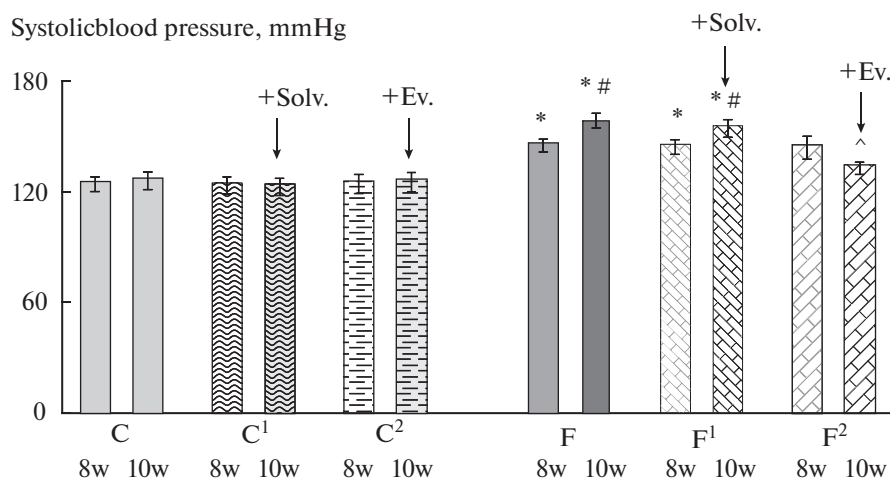 Systolicblood pressure, mmHg
+Solv.
180
* #
+Ev.
+Solv.
+Ev.
*
*
* #
^
120
60
0
C C¹ C² F F¹ F²
8w 10w 8w 10w 8w 10w 8w 10w 8w 10w 8w 10w